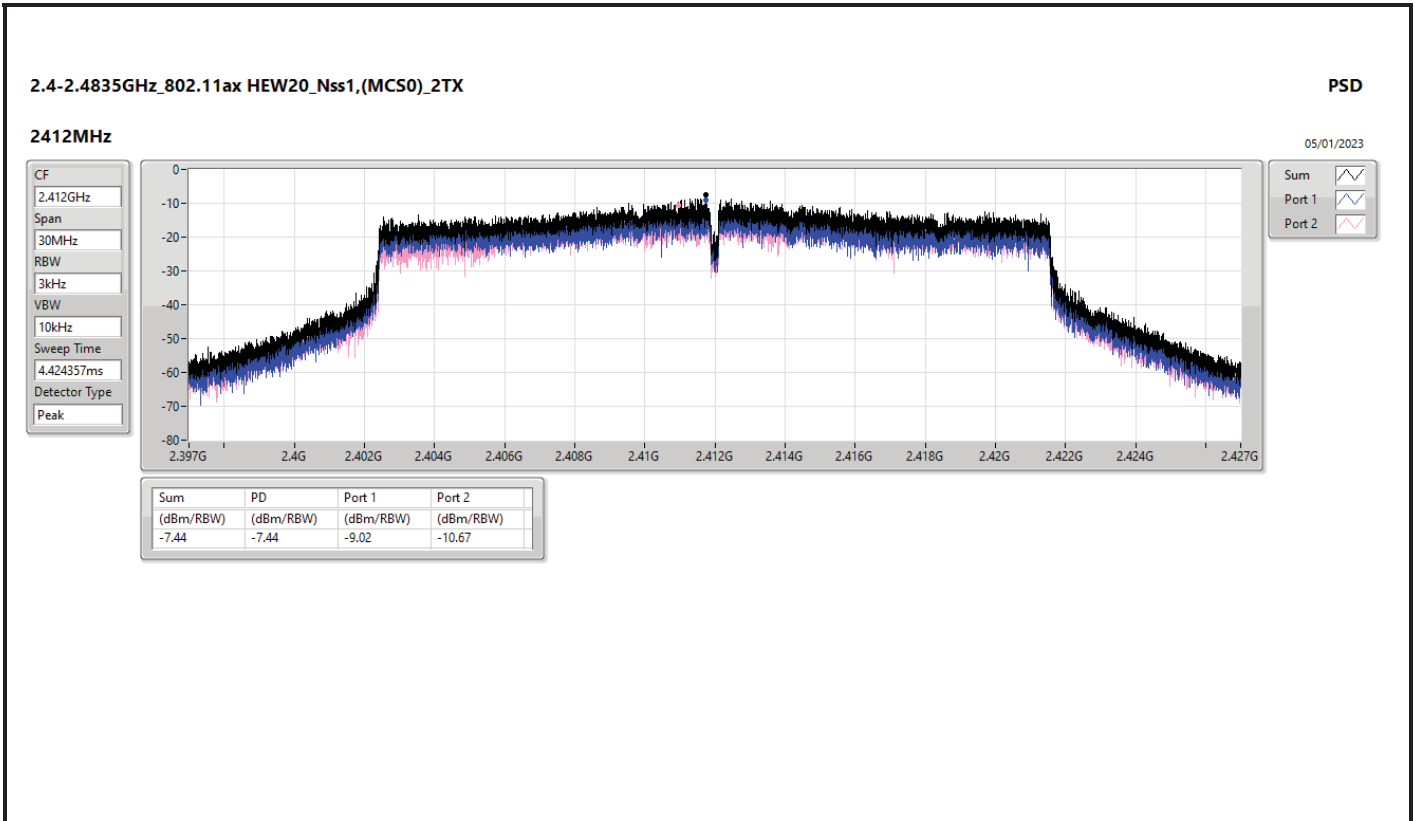 2.4-2.4835GHz_802.11ax HEW20_Nss1,(MCS0)_2TX
PSD
2412MHz
05/01/2023
CF
2.412GHz
Span
30MHz
RBW
3kHz
VBW
10kHz
Sweep Time
4.424357ms
Detector Type
Peak
0
-10
-20
-30
-40
-50
-60
-70
-80
2.397G 2.4G 2.402G 2.404G 2.406G 2.408G 2.41G 2.412G 2.414G 2.416G 2.418G 2.42G 2.422G 2.424G 2.427G
Sum
Port 1
Port 2
Sum PD Port 1 Port 2
(dBm/RBW) (dBm/RBW) (dBm/RBW) (dBm/RBW)
-7.44 -7.44 -9.02 -10.67